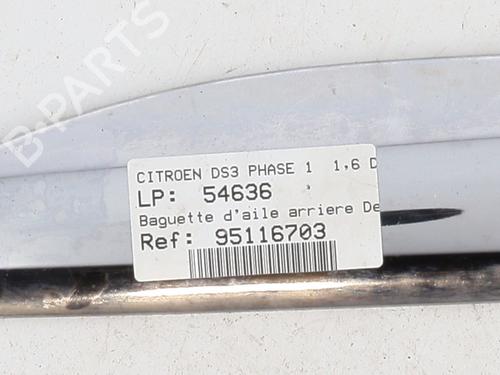 B-PARTS
CITROEN DS3 PHASE 1 1,6 D
LP: 54636
Baguette d'aile arriere De
Ref: 95116703